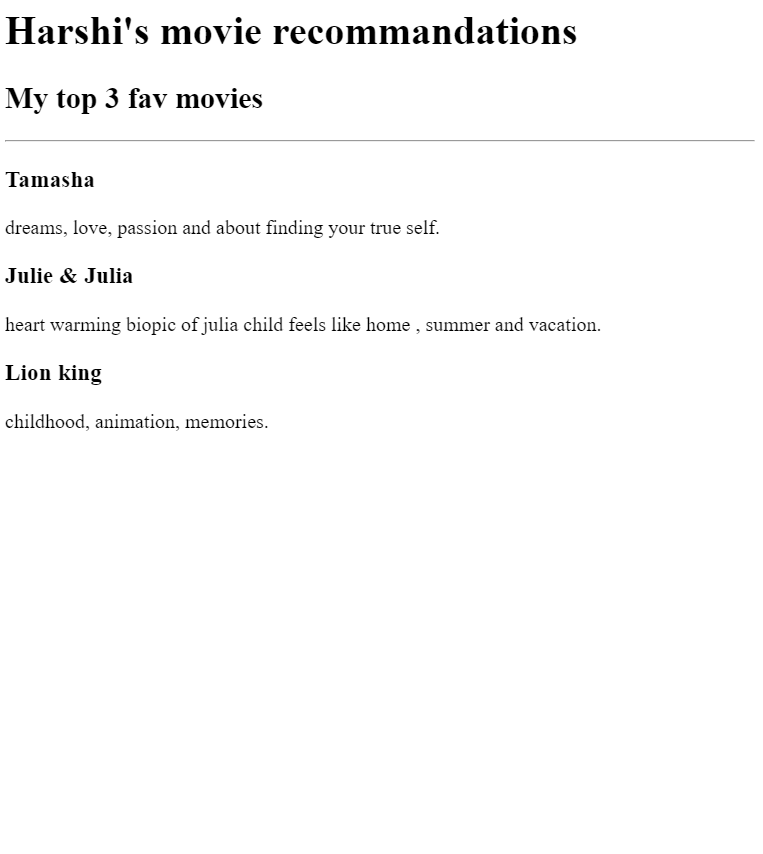 Harshi's movie recommandations
My top 3 fav movies
Tamasha
dreams, love, passion and about finding your true self.
Julie & Julia
heart warming biopic of julia child feels like home , summer and vacation.
Lion king
childhood, animation, memories.